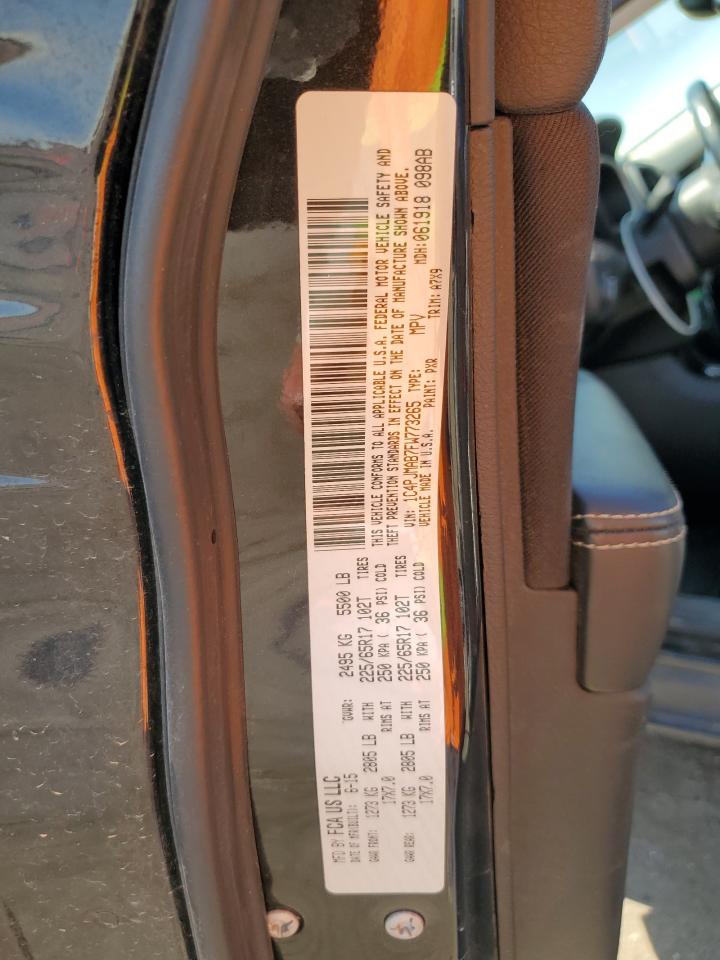 MFD BY FCA US LLC
DATE OF MFR(BUILT): 6-15 GVWR: 2495 KG 5500 LB
GAWR FRONT: 1273 KG 2805 LB WITH 225/65R17 102T TIRES
RIMS AT 17X7.0 250 KPA ( 36 PSI) COLD
GAWR REAR: 1273 KG 2805 LB WITH 225/65R17 102T TIRES
RIMS AT 17X7.0 250 KPA ( 36 PSI) COLD
THIS VEHICLE CONFORMS TO ALL APPLICABLE U.S.A. FEDERAL MOTOR VEHICLE SAFETY AND
THEFT PREVENTION STANDARDS IN EFFECT ON THE DATE OF MANUFACTURE SHOWN ABOVE.
VIN: 1C4PJMAB7FW773265 TYPE: MPV MDH:061918 098AB
VEHICLE MADE IN U.S.A. PAINT: PXR TRIM: A7X9